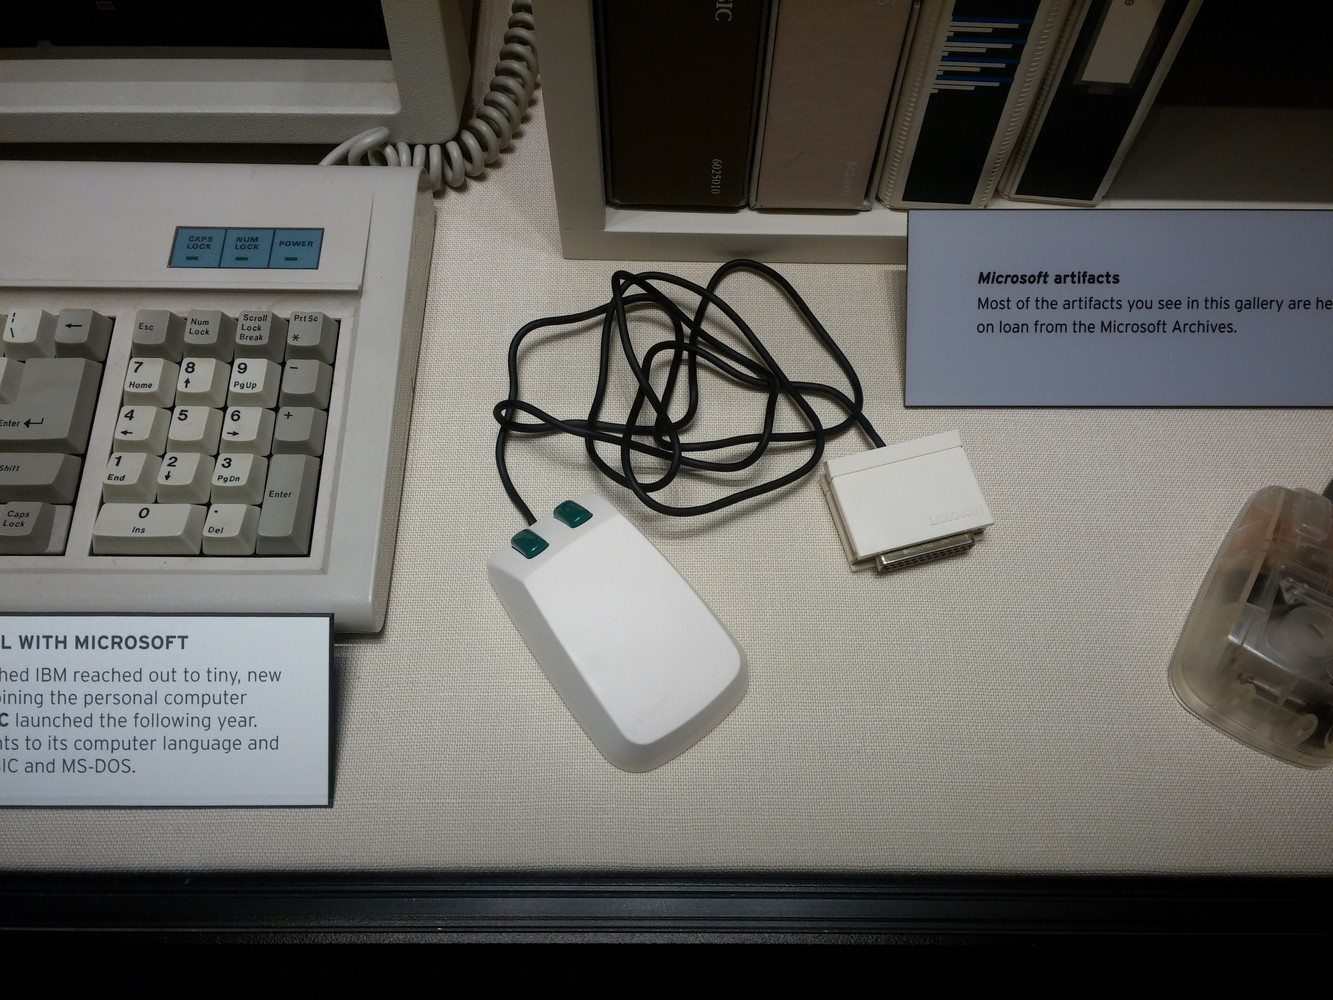 IC
6025010
Microsoft artifacts
Most of the artifacts you see in this gallery are he
on loan from the Microsoft Archives.
CAPS LOCK
NUM LOCK
POWER
| \
←
Esc
Num Lock
Scroll Lock Break
PrtSc *
7 Home
8 ↑
9 PgUp
-
Enter ↵
4 ←
5
6 →
+
Shift
1 End
2 ↓
3 PgDn
Enter
Caps Lock
0 Ins
. Del
L WITH MICROSOFT
hed IBM reached out to tiny, new
ining the personal computer
C launched the following year.
nts to its computer language and
IC and MS-DOS.